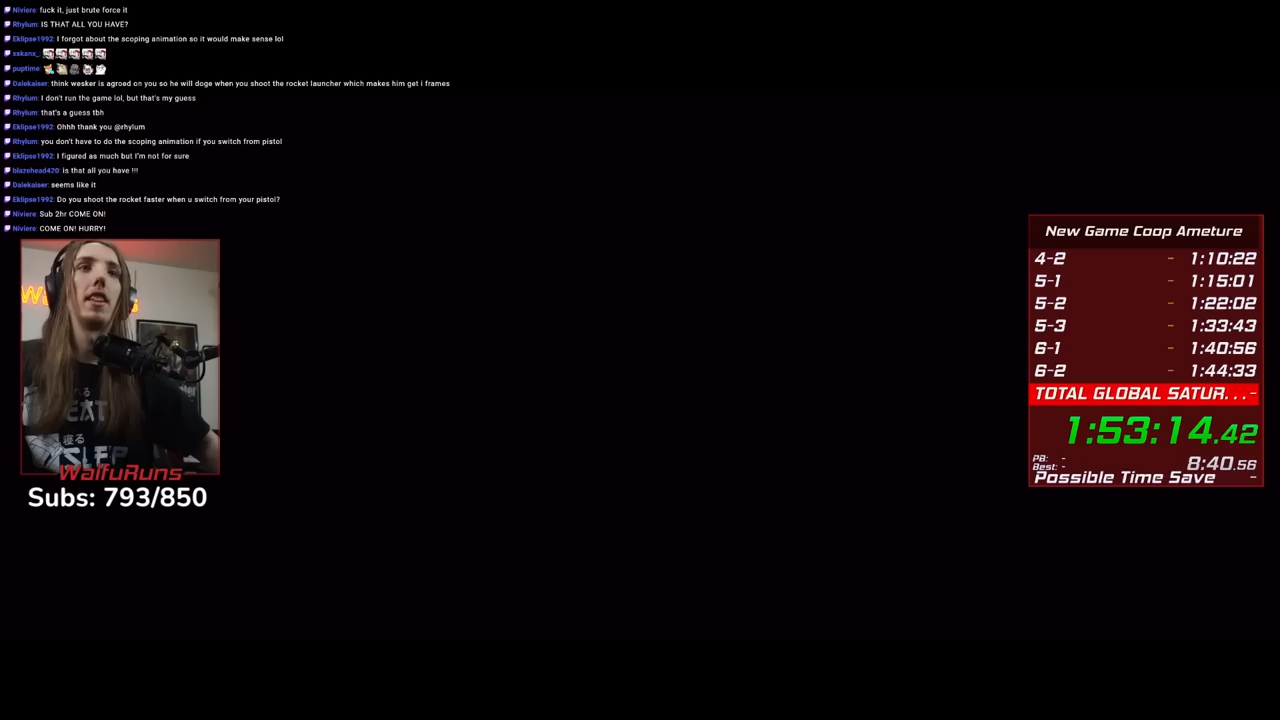 Niviere: fuck it, just brute force it
Rhylum: IS THAT ALL YOU HAVE?
Eklipse1992: I forgot about the scoping animation so it would make sense lol
xskanx_:
puptime:
Dalekaiser: think wesker is agroed on you so he will doge when you shoot the rocket launcher which makes him get i frames
Rhylum: I don't run the game lol, but that's my guess
Rhylum: that's a guess tbh
Eklipse1992: Ohhh thank you @rhylum
Rhylum: you don't have to do the scoping animation if you switch from pistol
Eklipse1992: I figured as much but I'm not for sure
blazehead420: is that all you have !!!
Dalekaiser: seems like it
Eklipse1992: Do you shoot the rocket faster when u switch from your pistol?
Niviere: Sub 2hr COME ON!
Niviere: COME ON! HURRY!
EAT
寝る
SLEEP
WaifuRuns
Subs: 793/850
New Game Coop Ameture
4-2 - 1:10:22
5-1 - 1:15:01
5-2 - 1:22:02
5-3 - 1:33:43
6-1 - 1:40:56
6-2 - 1:44:33
TOTAL GLOBAL SATUR... -
1:53:14.42
PB: -
Best: - 8:40.56
Possible Time Save -